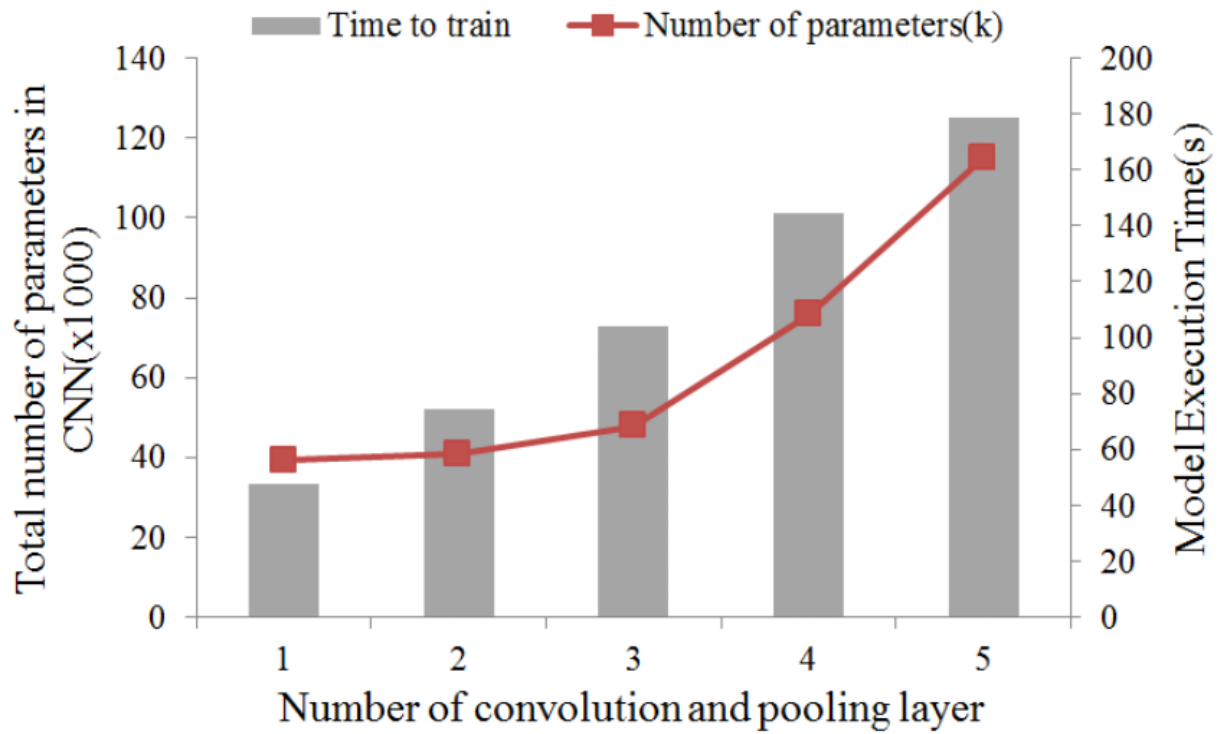 Time to train
Number of parameters(k)
Total number of parameters in
CNN(x1000)
140
120
100
80
60
40
20
0
200
180
160
140
120
100
80
60
40
20
0
Model Execution Time(s)
1 2 3 4 5
Number of convolution and pooling layer